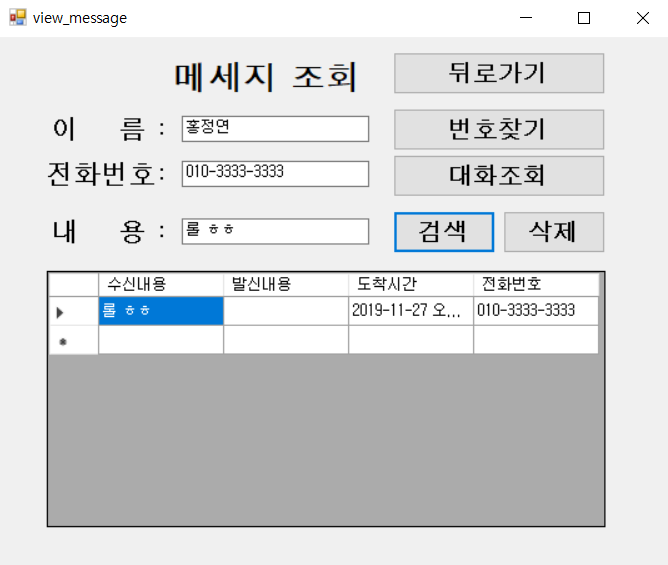 view_message
메세지 조회 뒤로가기
이 름 : 홍정연 번호찾기
전화번호: 010-3333-3333 대화조회
내 용 : 롤 ㅎㅎ 검색 삭제
수신내용 발신내용 도착시간 전화번호
롤 ㅎㅎ 2019-11-27 오... 010-3333-3333